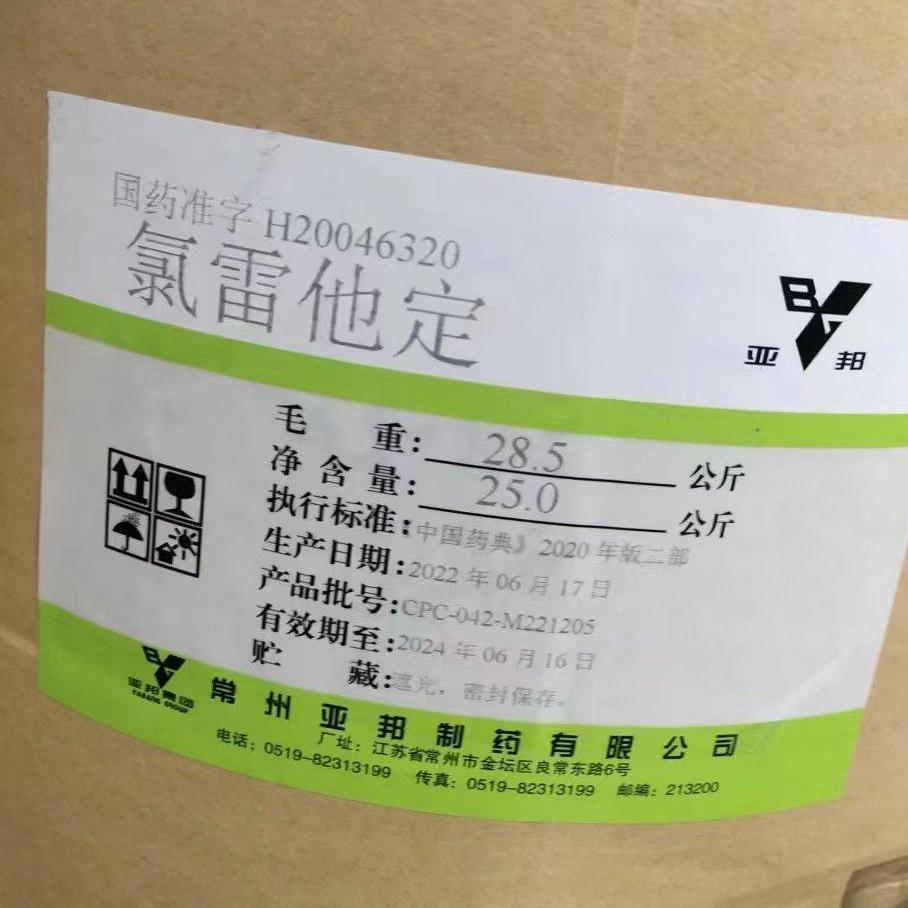 国药准字 H20046320
氯雷他定
亚邦
毛 重: 28.5 公斤
净含量: 25.0 公斤
执行标准:《中国药典》2020 年版二部
生产日期:2022 年 06 月 17 日
产品批号:CPC-042-M221205
有效期至:2024 年 06 月 16 日
贮 藏:遮光，密封保存。
亚邦集团
YABANG GROUP
常州亚邦制药有限公司
厂址：江苏省常州市金坛区良常东路6号
电话：0519-82313199 传真：0519-82313199 邮编：213200